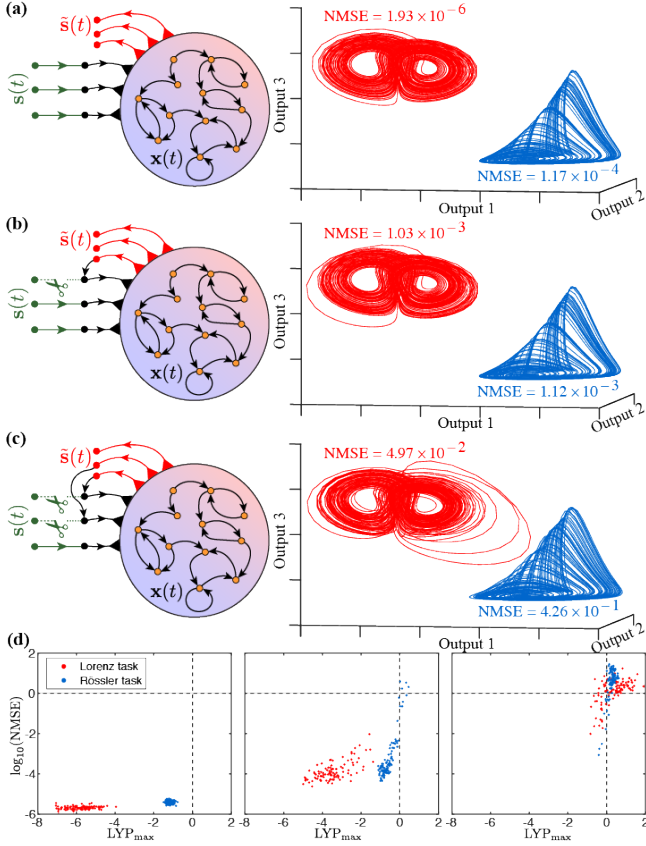 (a)
s̃(t)
s(t)
x(t)
Output 3
NMSE = 1.93 × 10⁻⁶
NMSE = 1.17 × 10⁻⁴
Output 1
Output 2
(b)
s̃(t)
s(t)
x(t)
Output 3
NMSE = 1.03 × 10⁻³
NMSE = 1.12 × 10⁻³
Output 1
Output 2
(c)
s̃(t)
s(t)
x(t)
Output 3
NMSE = 4.97 × 10⁻²
NMSE = 4.26 × 10⁻¹
Output 1
Output 2
(d)
Lorenz task
Rössler task
log₁₀(NMSE)
2
0
-2
-4
-6
-8 -6 -4 -2 0 2
LYPmax
-8 -6 -4 -2 0 2
LYPmax
-8 -6 -4 -2 0 2
LYPmax